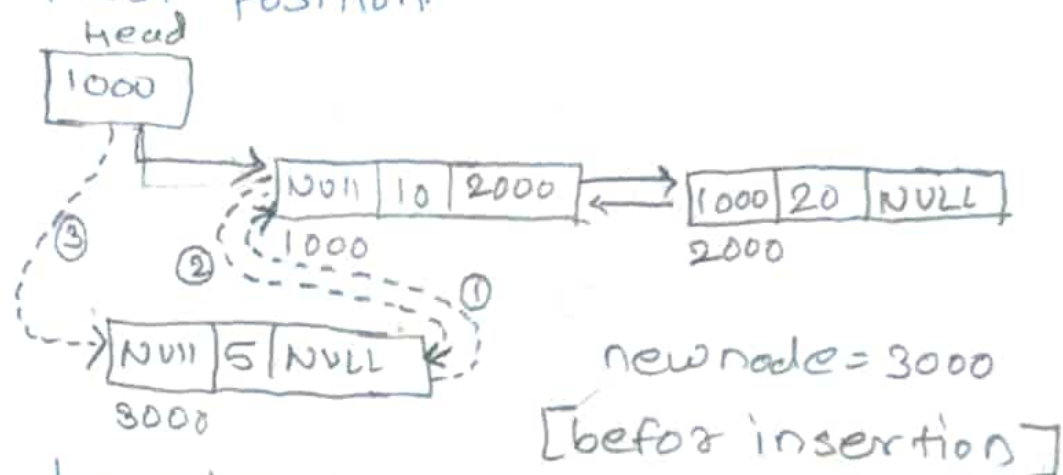 POSITION
Head
1000
NUll 10 2000
1000 20 NULL
1000
2000
③
②
①
NUll 5 NULL
newnode = 3000
3000
[befor insertion]